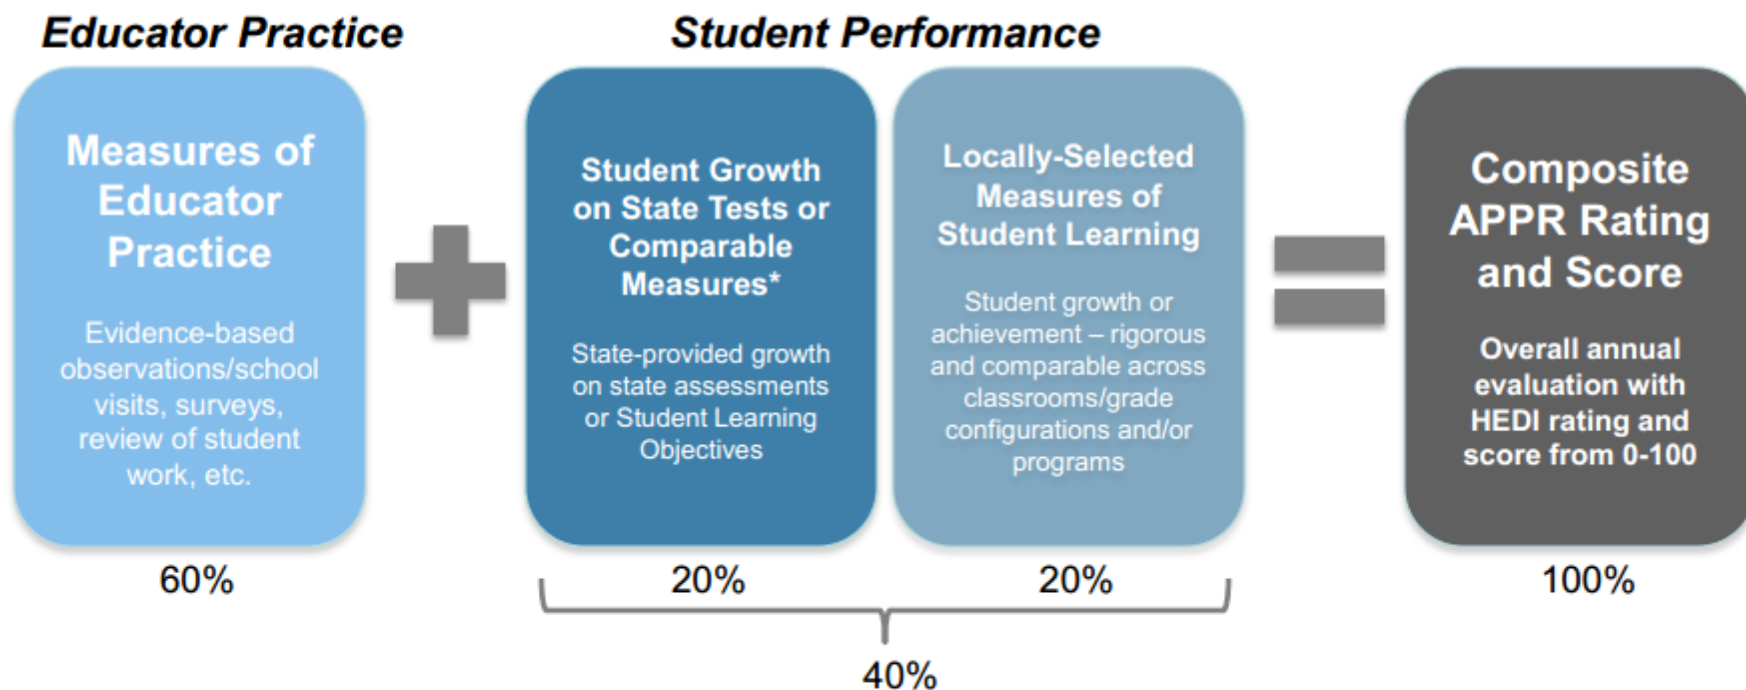 Educator Practice
Student Performance
Measures of
Educator
Practice
Evidence-based
observations/school
visits, surveys,
review of student
work, etc.
60%
Student Growth
on State Tests or
Comparable
Measures*
State-provided growth
on state assessments
or Student Learning
Objectives
20%
Locally-Selected
Measures of
Student Learning
Student growth or
achievement – rigorous
and comparable across
classrooms/grade
configurations and/or
programs
20%
40%
Composite
APPR Rating
and Score
Overall annual
evaluation with
HEDI rating and
score from 0-100
100%